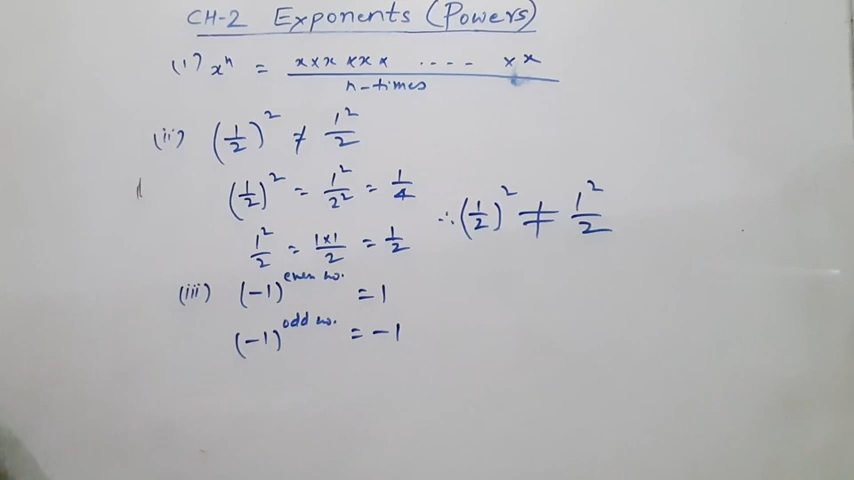 CH-2 Exponents (Powers)
(i) xⁿ = x×x×x×x .... ××
n-times
(ii) (1/2)² ≠ 1²/2
(1/2)² = 1²/2² = 1/4
∴ (1/2)² ≠ 1²/2
1²/2 = 1×1/2 = 1/2
(iii) (-1)^even no. = 1
(-1)^odd no. = -1